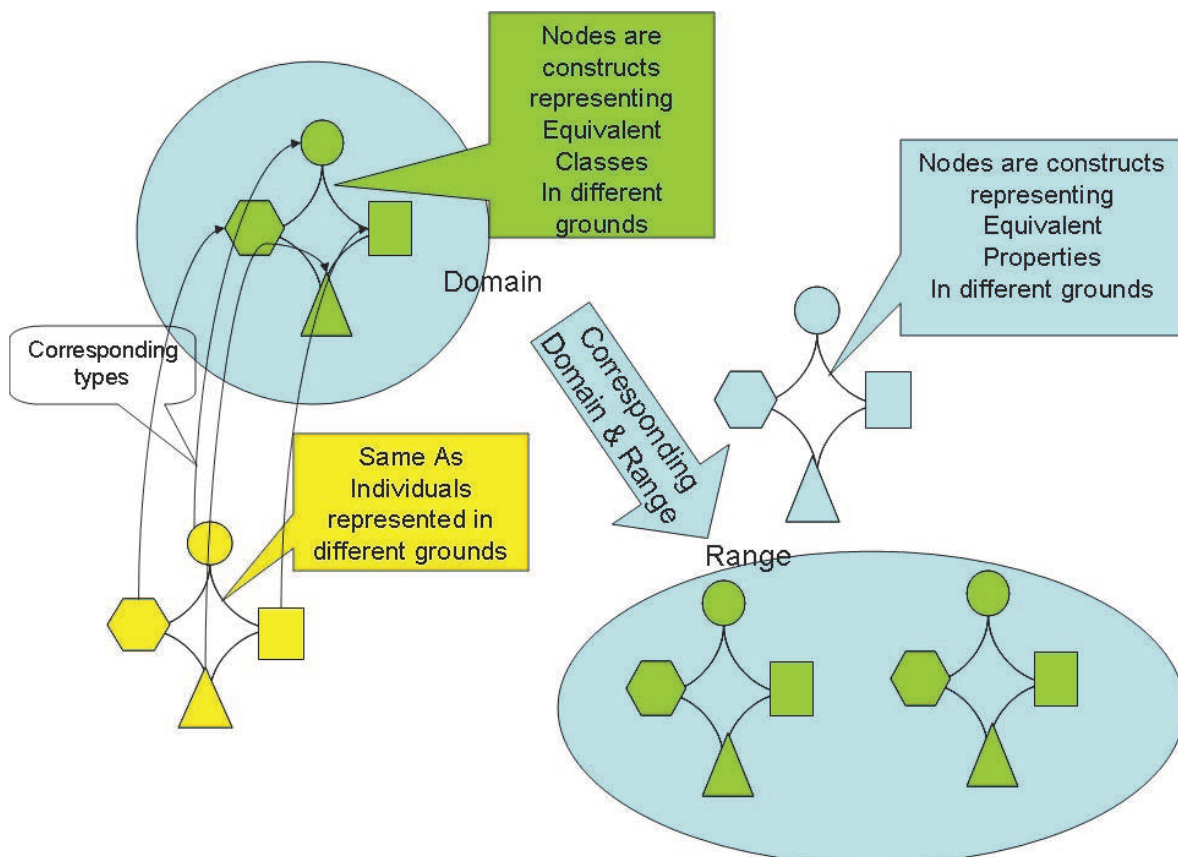 Nodes are
constructs
representing
Equivalent
Classes
In different
grounds
Nodes are constructs
representing
Equivalent
Properties
In different grounds
Domain
Corresponding
types
Corresponding
Domain & Range
Same As
Individuals
represented in
different grounds
Range